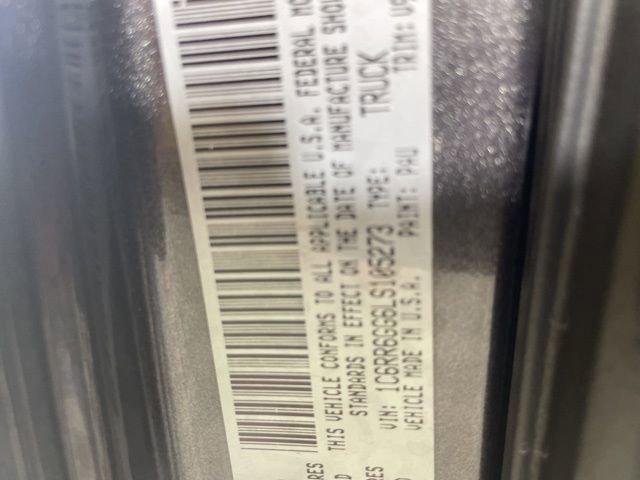 THIS VEHICLE CONFORMS TO ALL APPLICABLE U.S.A. FEDERAL MO
STANDARDS IN EFFECT ON THE DATE OF MANUFACTURE SHO
VIN: 1C6RR6GG6LS105273 TYPE: TRUCK
VEHICLE MADE IN U.S.A. PAINT: PAU TRIM: